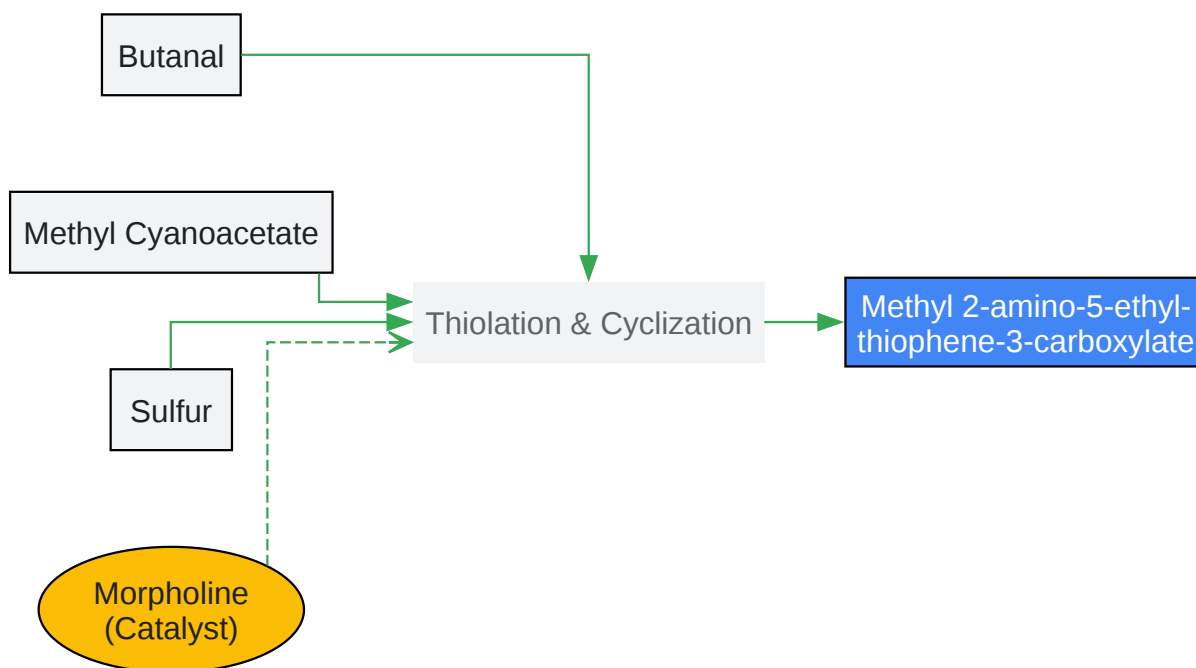 Butanal
Methyl Cyanoacetate
Thiolation & Cyclization
Methyl 2-amino-5-ethyl-
thiophene-3-carboxylate
Sulfur
Morpholine
(Catalyst)